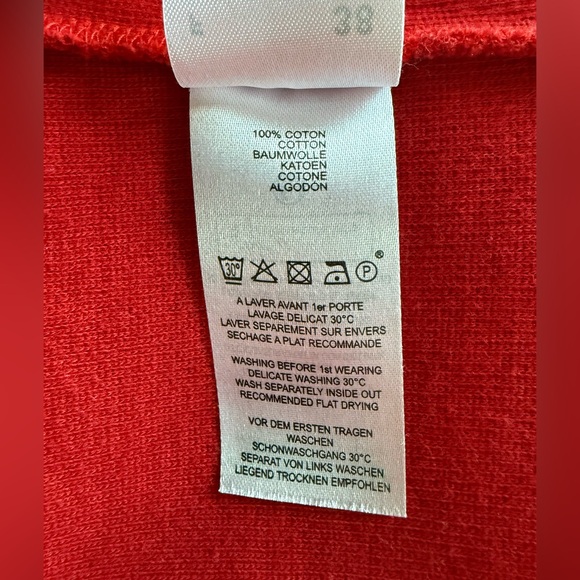 38
100% COTON
COTTON
BAUMWOLLE
KATOEN
COTONE
ALGODÓN
30°
P
®
A LAVER AVANT 1er PORTE
LAVAGE DELICAT 30°C
LAVER SEPAREMENT SUR ENVERS
SECHAGE A PLAT RECOMMANDE
WASHING BEFORE 1st WEARING
DELICATE WASHING 30°C
WASH SEPARATELY INSIDE OUT
RECOMMENDED FLAT DRYING
VOR DEM ERSTEN TRAGEN
WASCHEN
SCHONWASCHGANG 30°C
SEPARAT VON LINKS WASCHEN
LIEGEND TROCKNEN EMPFOHLEN